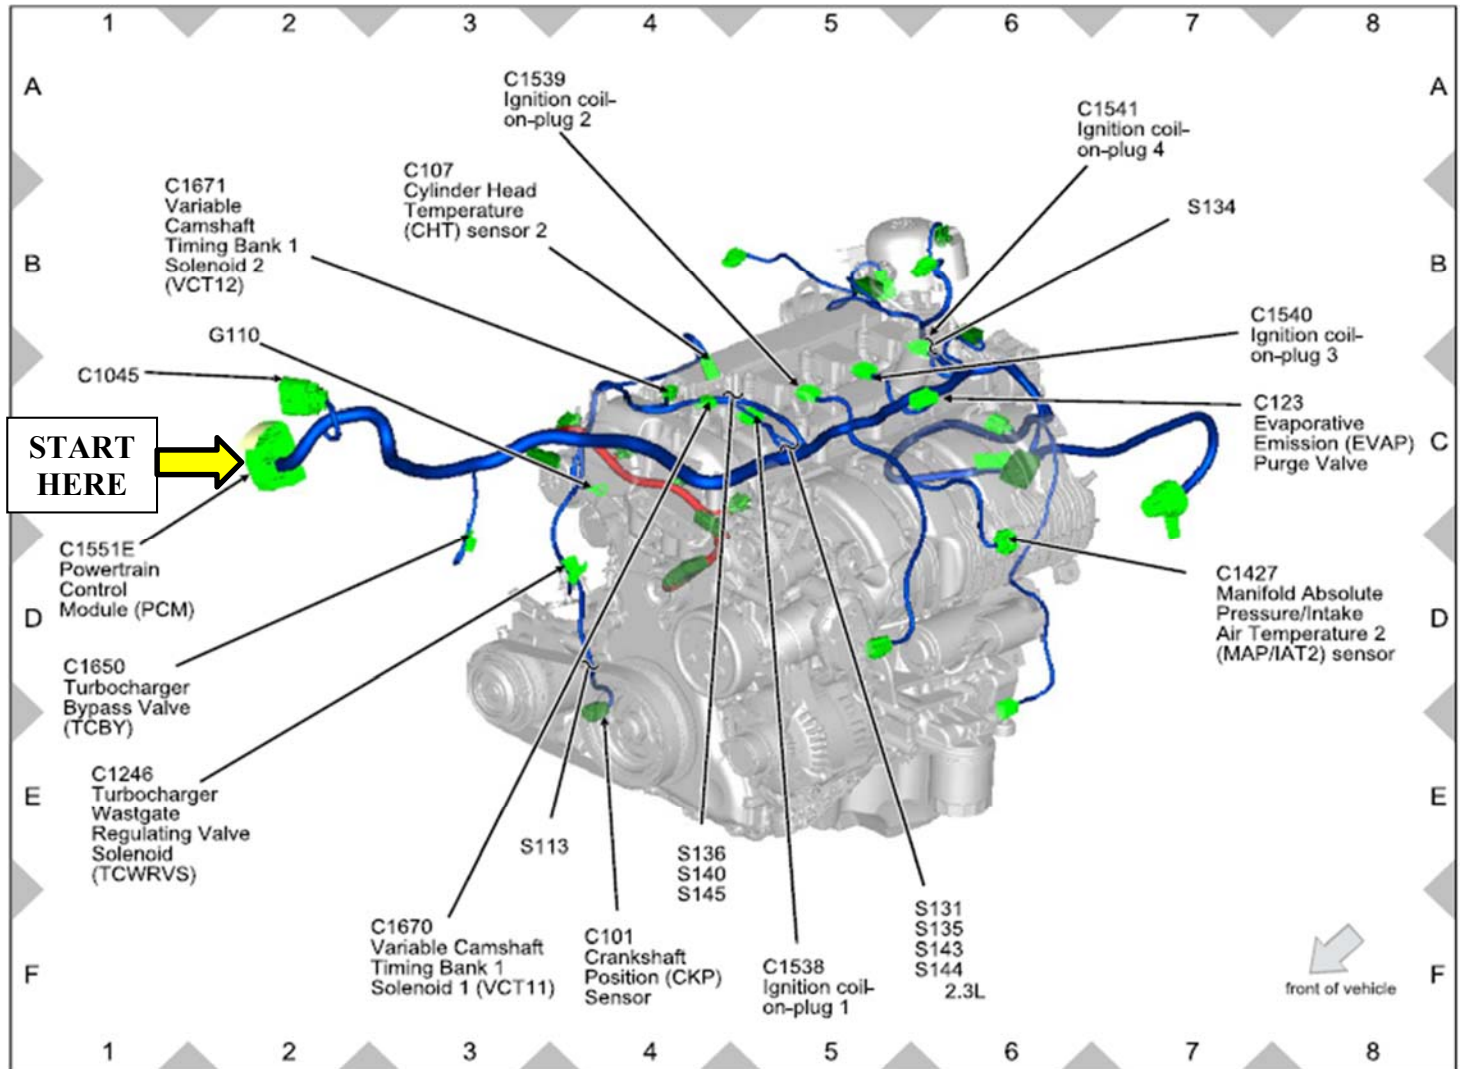 1 2 3 4 5 6 7 8
A A
C1539
Ignition coil-
on-plug 2
C1541
Ignition coil-
on-plug 4
C107
Cylinder Head
Temperature
(CHT) sensor 2
C1671
Variable
Camshaft
Timing Bank 1
Solenoid 2
(VCT12)
S134
B B
G110
C1540
Ignition coil-
on-plug 3
C1045
C123
Evaporative
Emission (EVAP)
Purge Valve
START
HERE
C C
C1551E
Powertrain
Control
Module (PCM)
C1427
Manifold Absolute
Pressure/Intake
Air Temperature 2
(MAP/IAT2) sensor
D D
C1650
Turbocharger
Bypass Valve
(TCBY)
C1246
Turbocharger
Wastgate
Regulating Valve
Solenoid
(TCWRVS)
E E
S113
S136
S140
S145
C1670
Variable Camshaft
Timing Bank 1
Solenoid 1 (VCT11)
C101
Crankshaft
Position (CKP)
Sensor
C1538
Ignition coil-
on-plug 1
S131
S135
S143
S144
2.3L
F F
front of vehicle
1 2 3 4 5 6 7 8